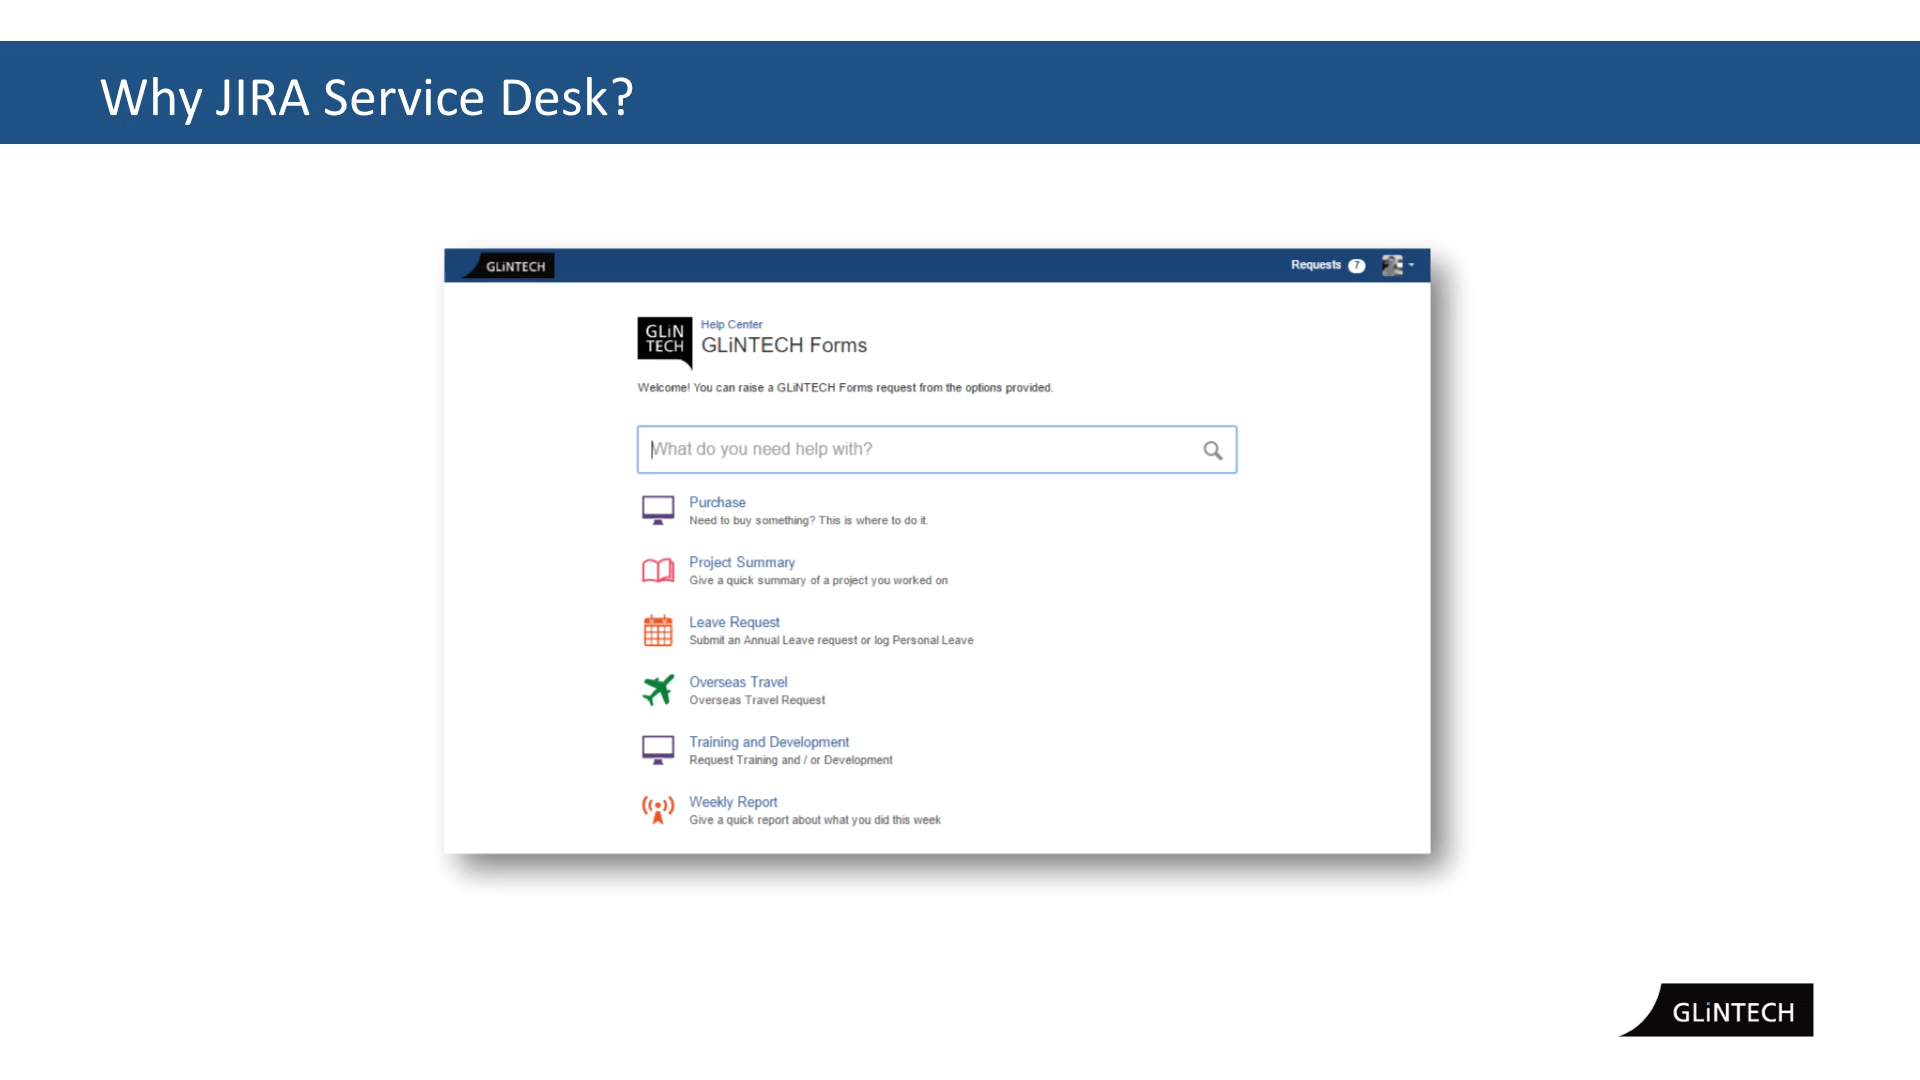 Why JIRA Service Desk?
GLiNTECH
Requests 7
GLiN
TECH
Help Center
GLiNTECH Forms
Welcome! You can raise a GLiNTECH Forms request from the options provided.
What do you need help with?
Purchase
Need to buy something? This is where to do it.
Project Summary
Give a quick summary of a project you worked on
Leave Request
Submit an Annual Leave request or log Personal Leave
Overseas Travel
Overseas Travel Request
Training and Development
Request Training and / or Development
Weekly Report
Give a quick report about what you did this week
GLiNTECH